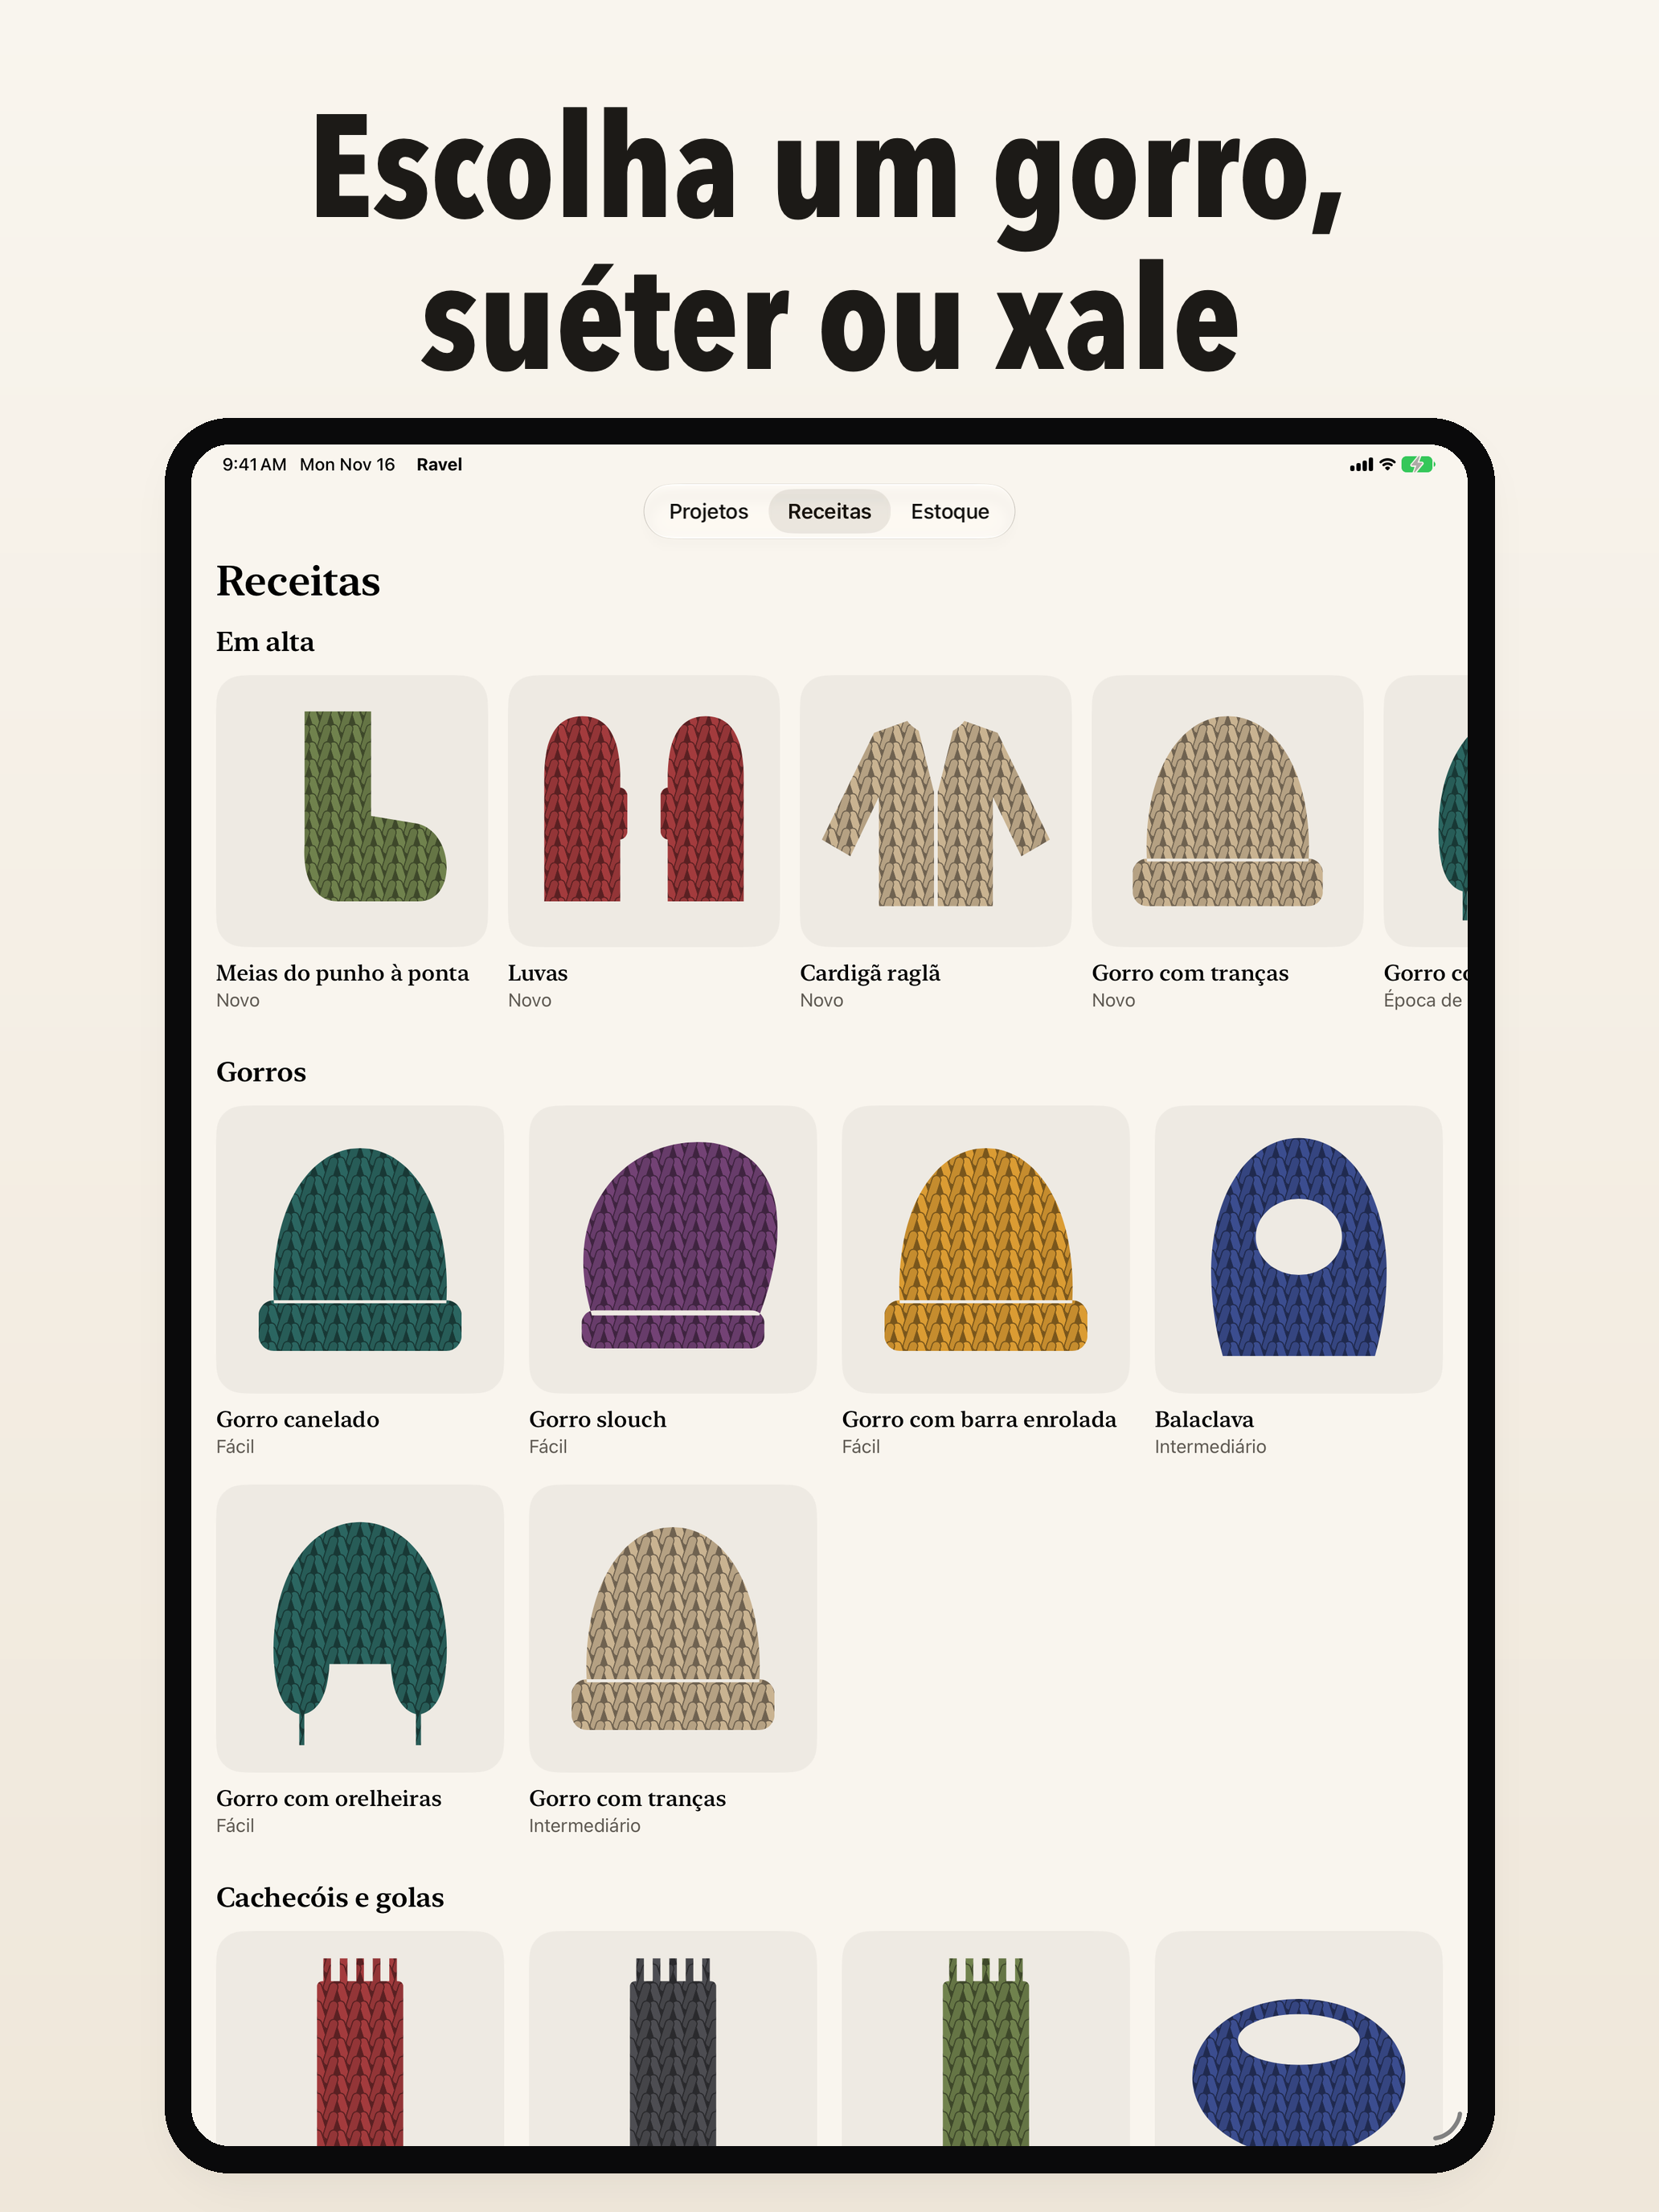 Escolha um gorro,
suéter ou xale
9:41 AM Mon Nov 16 Ravel
Projetos Receitas Estoque
Receitas
Em alta
Meias do punho à ponta
Novo
Luvas
Novo
Cardigã raglã
Novo
Gorro com tranças
Novo
Gorro
Época de
Gorros
Gorro canelado
Fácil
Gorro slouch
Fácil
Gorro com barra enrolada
Fácil
Balaclava
Intermediário
Gorro com orelheiras
Fácil
Gorro com tranças
Intermediário
Cachecóis e golas